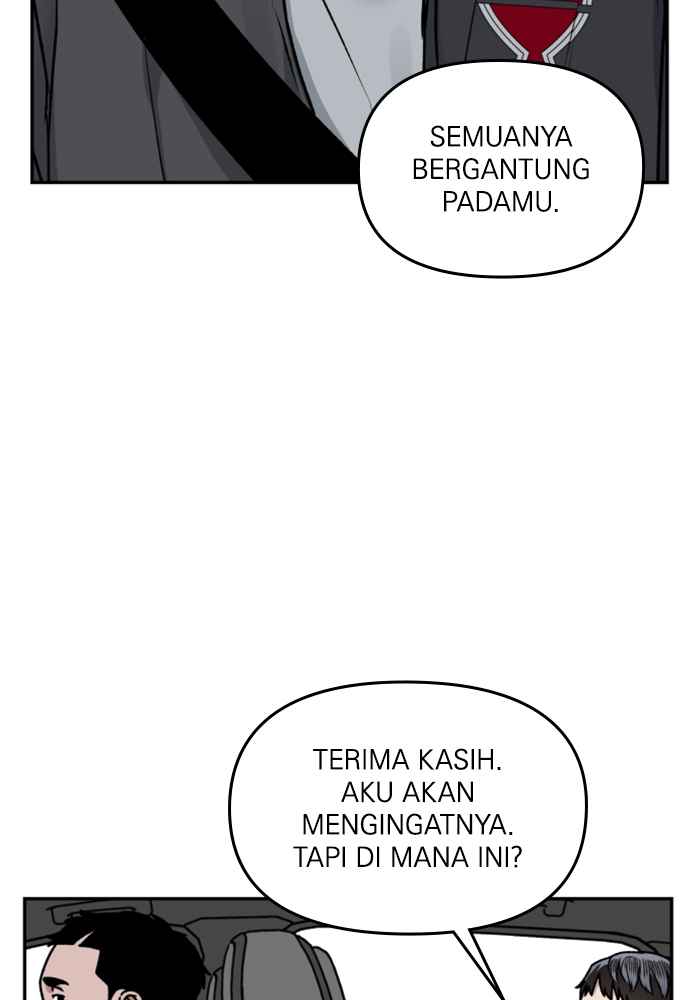 SEMUANYA
BERGANTUNG
PADAMU.
TERIMA KASIH.
AKU AKAN
MENGINGATNYA.
TAPI DI MANA INI?